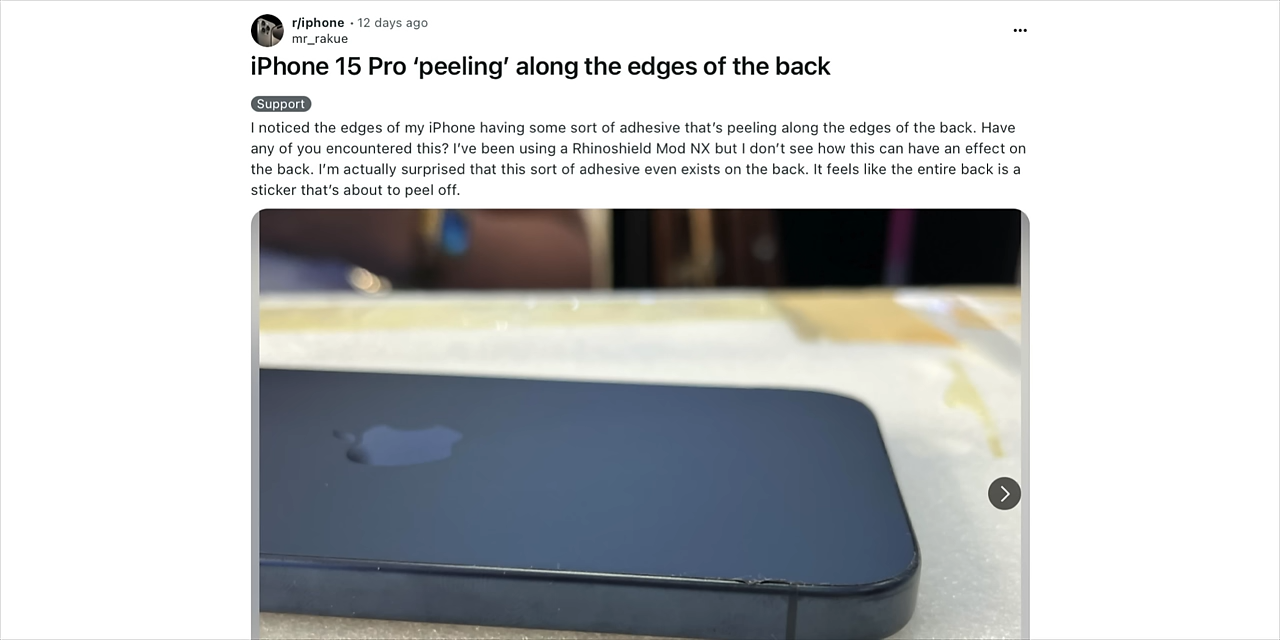 r/iphone • 12 days ago
mr_rakue
iPhone 15 Pro ‘peeling’ along the edges of the back
Support
I noticed the edges of my iPhone having some sort of adhesive that’s peeling along the edges of the back. Have
any of you encountered this? I’ve been using a Rhinoshield Mod NX but I don’t see how this can have an effect on
the back. I’m actually surprised that this sort of adhesive even exists on the back. It feels like the entire back is a
sticker that’s about to peel off.